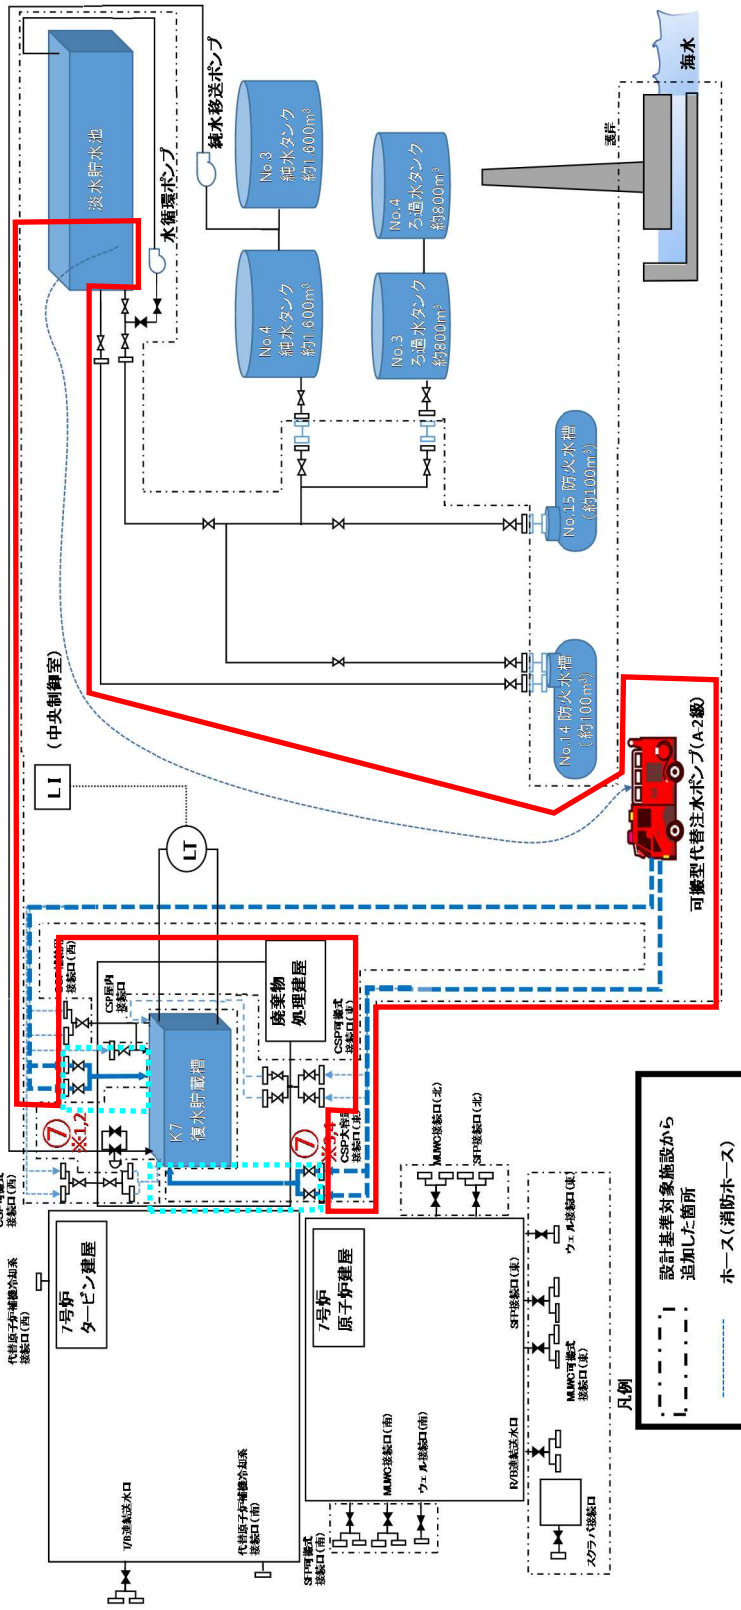 淡水貯水池
水循環ポンプ
純水移送ポンプ
No.3
純水タンク
約1,600m³
No.4
純水タンク
約1,600m³
No.4
ろ過水タンク
約800m³
No.3
ろ過水タンク
約800m³
海水
護岸
No.15 防火水槽
(約100m³)
No.14 防火水槽
(約100m³)
可搬型代替注水ポンプ(A-2級)
(中央制御室)
LI
LT
接続口(西)
CSP屋内
接続口
廃棄物
処理建屋
CSP可搬式
接続口(東)
K7
復水貯蔵槽
⑦
※1,2
⑦
CSP大容量
接続口(東)
接続口(西)
代替原子炉補機冷却系
接続口(西)
7号炉
タービン建屋
7号炉
原子炉建屋
T/B連結送水口
代替原子炉補機冷却系
接続口(南)
SFP可搬式
接続口(南)
MUWC接続口(南)
ウェル接続口(南)
MUWC接続口(北)
SFP接続口(北)
ウェル接続口(東)
SFP接続口(東)
MUWC可搬式
接続口(東)
R/B連結送水口
スクラバ接続口
凡例
設計基準対象施設から
追加した箇所
ホース(消防ホース)